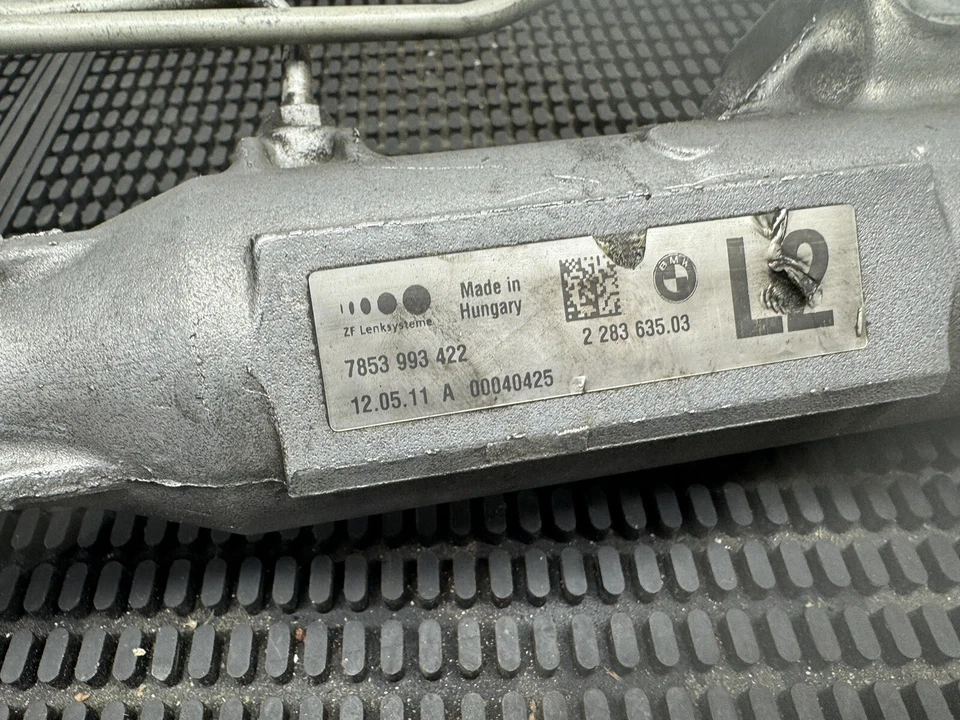 ZF Lenksysteme
Made in
Hungary
BMW
2 283 635.03
L2
7853 993 422
12.05.11 A 00040425